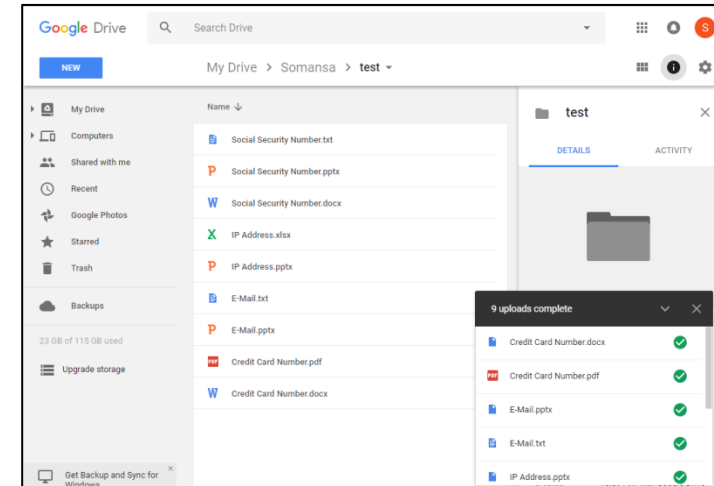 Google Drive
Search Drive
S
NEW
My Drive > Somansa > test
My Drive
Computers
Shared with me
Recent
Google Photos
Starred
Trash
Backups
23 GB of 115 GB used
Upgrade storage
Get Backup and Sync for
Windows
Name
Social Security Number.txt
P Social Security Number.pptx
W Social Security Number.docx
X IP Address.xlsx
P IP Address.pptx
E-Mail.txt
P E-Mail.pptx
PDF Credit Card Number.pdf
W Credit Card Number.docx
test
DETAILS
ACTIVITY
9 uploads complete
Credit Card Number.docx
PDF Credit Card Number.pdf
E-Mail.pptx
E-Mail.txt
IP Address.pptx